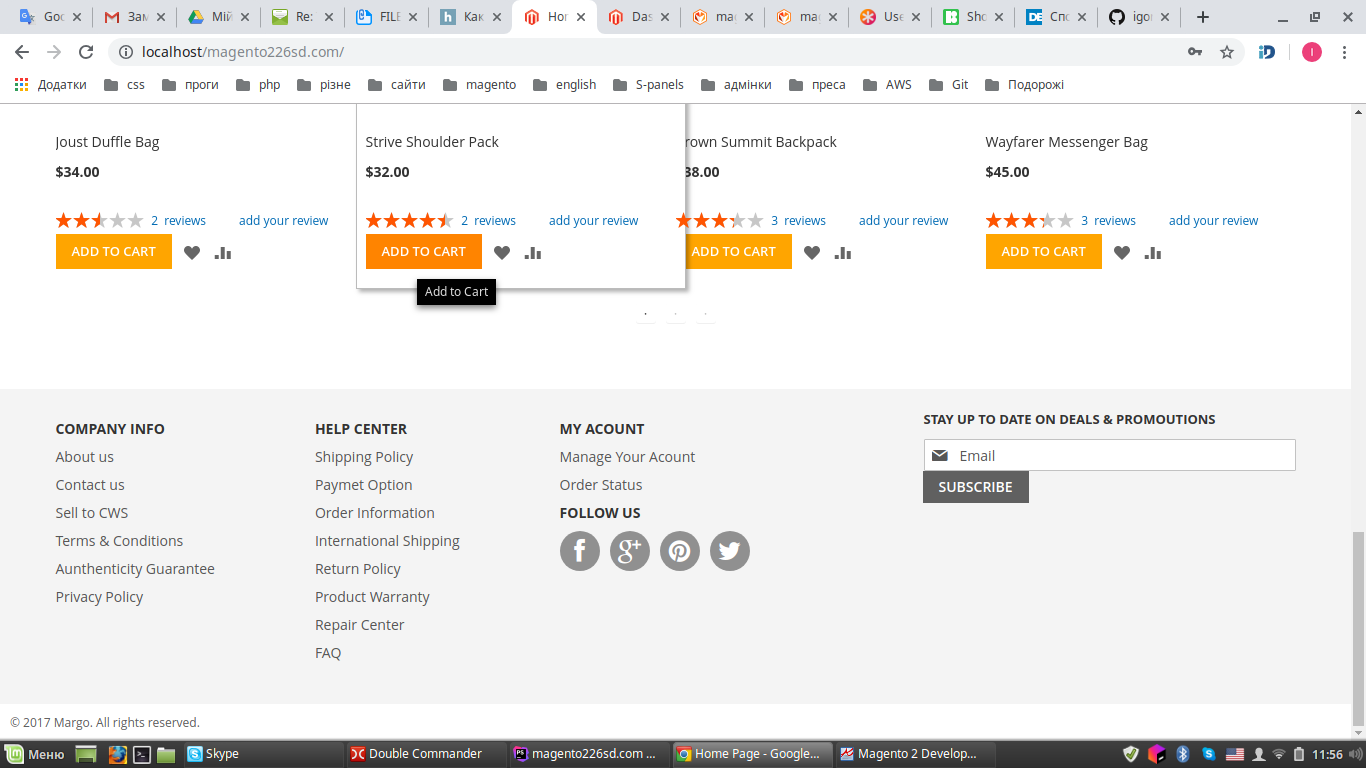 Goo
Зам
Мій
Re:
FILE
Как
Hor
Das
mag
mag
Use
Sho
Спо
igor
localhost/magento226sd.com/
Додатки
css
проги
php
різне
сайти
magento
english
S-panels
адмінки
преса
AWS
Git
Подорожі
Joust Duffle Bag
Strive Shoulder Pack
rown Summit Backpack
Wayfarer Messenger Bag
$34.00
$32.00
38.00
$45.00
2 reviews add your review
2 reviews add your review
3 reviews add your review
3 reviews add your review
ADD TO CART
ADD TO CART
ADD TO CART
ADD TO CART
Add to Cart
COMPANY INFO
About us
Contact us
Sell to CWS
Terms & Conditions
Aunthenticity Guarantee
Privacy Policy
HELP CENTER
Shipping Policy
Paymet Option
Order Information
International Shipping
Return Policy
Product Warranty
Repair Center
FAQ
MY ACOUNT
Manage Your Acount
Order Status
FOLLOW US
STAY UP TO DATE ON DEALS & PROMOUTIONS
Email
SUBSCRIBE
© 2017 Margo. All rights reserved.
Меню
Skype
Double Commander
magento226sd.com ...
Home Page - Google...
Magento 2 Develop...
11:56